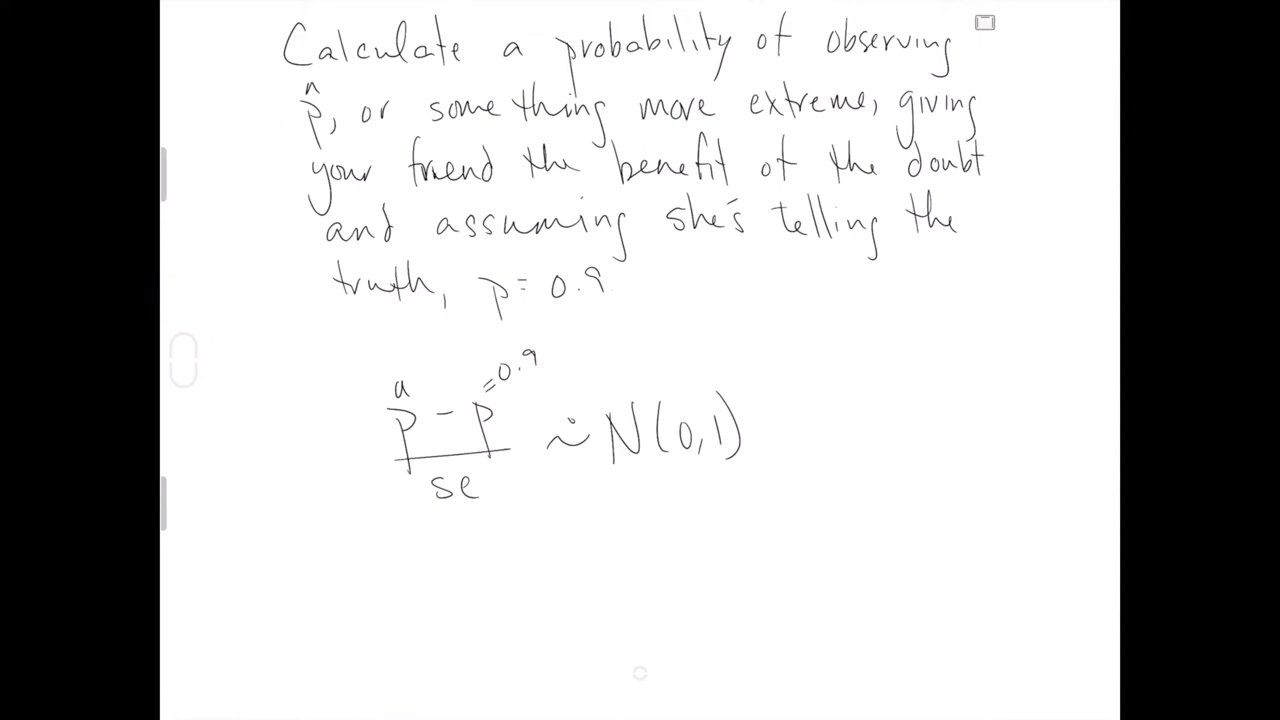 Calculate a probability of observing
p̂, or something more extreme, giving
your friend the benefit of the doubt
and assuming she's telling the
truth, p = 0.9
=0.9
p̂ - p
∼̇ N(0,1)
se